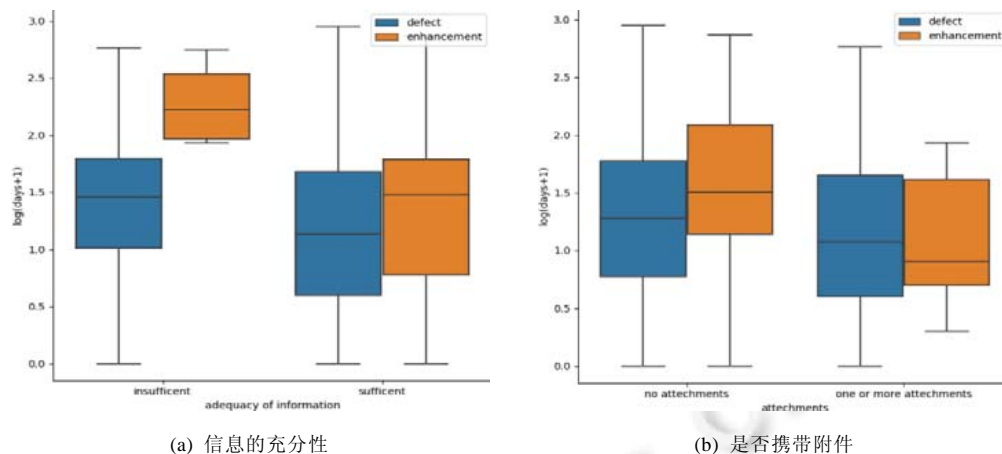 3.0
2.5
2.0
1.5
1.0
0.5
0.0
log(days+1)
defect
enhancement
insufficent
sufficent
adequacy of information
(a) 信息的充分性
3.0
2.5
2.0
1.5
1.0
0.5
0.0
log(days+1)
defect
enhancement
no attechments
one or more attechments
attechments
(b) 是否携带附件